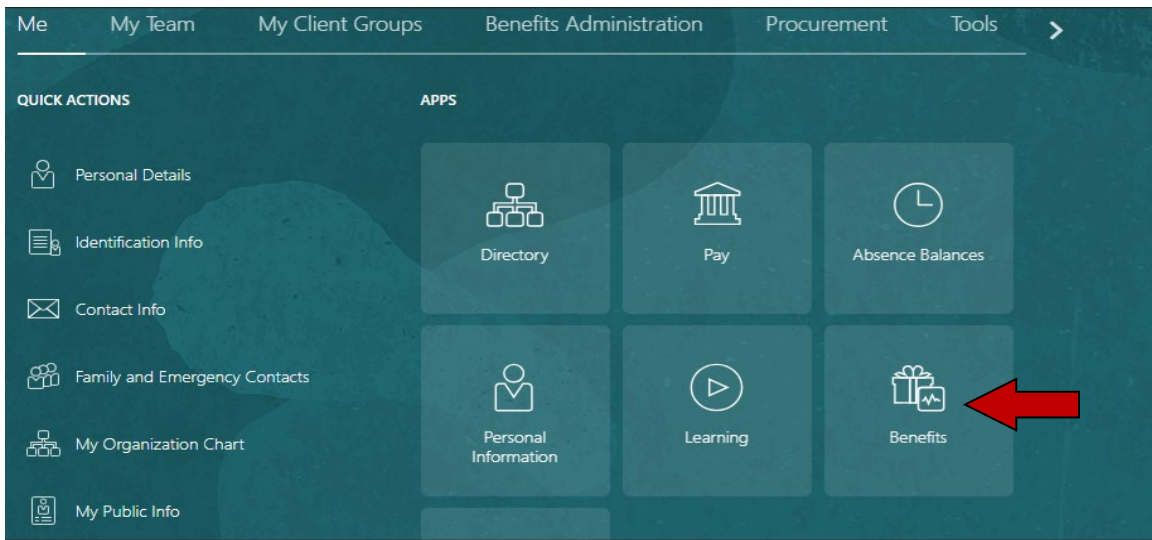 Me My Team My Client Groups Benefits Administration Procurement Tools
QUICK ACTIONS
Personal Details
Identification Info
Contact Info
Family and Emergency Contacts
My Organization Chart
My Public Info
APPS
Directory
Pay
Absence Balances
Personal
Information
Learning
Benefits